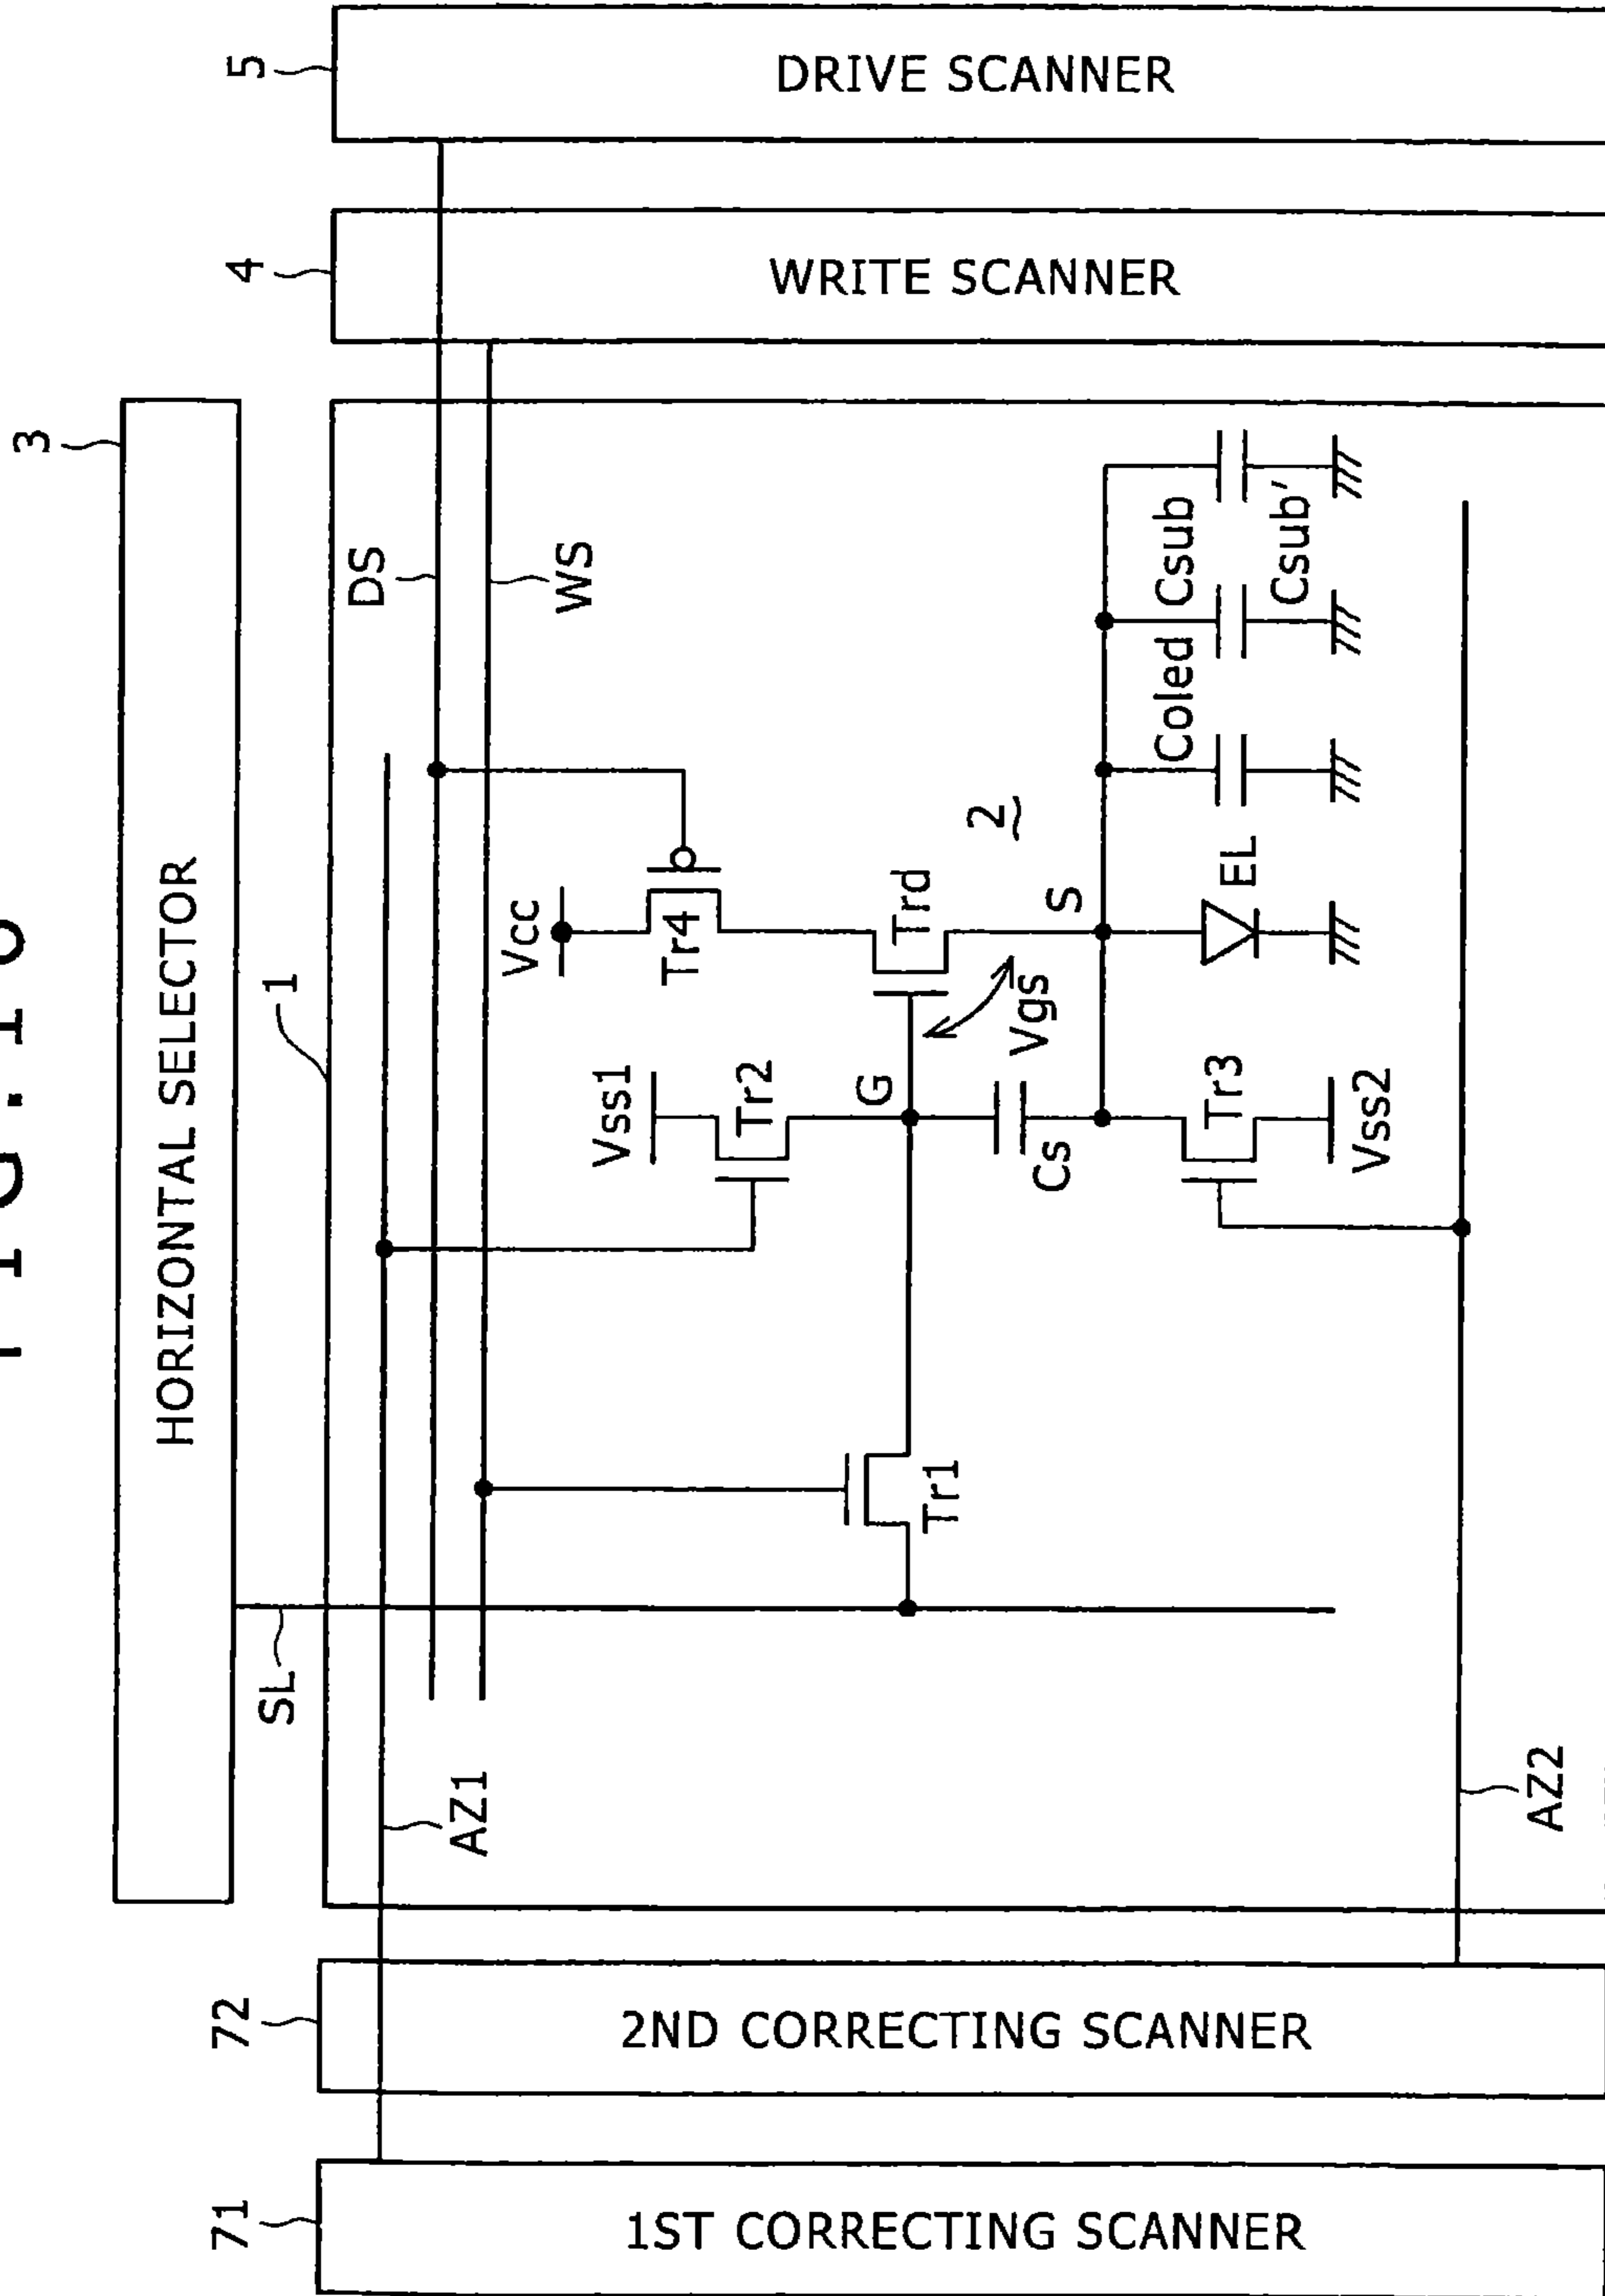 3
HORIZONTAL SELECTOR
71
72
SL
1
4
5
1ST CORRECTING SCANNER
2ND CORRECTING SCANNER
WRITE SCANNER
DRIVE SCANNER
DS
AZ1
WS
Vcc
Vss1
Tr4
Tr2
G
Trd
Tr1
2
Vgs
S
Cs
Coled
Csub
Tr3
EL
Csub'
Vss2
AZ2